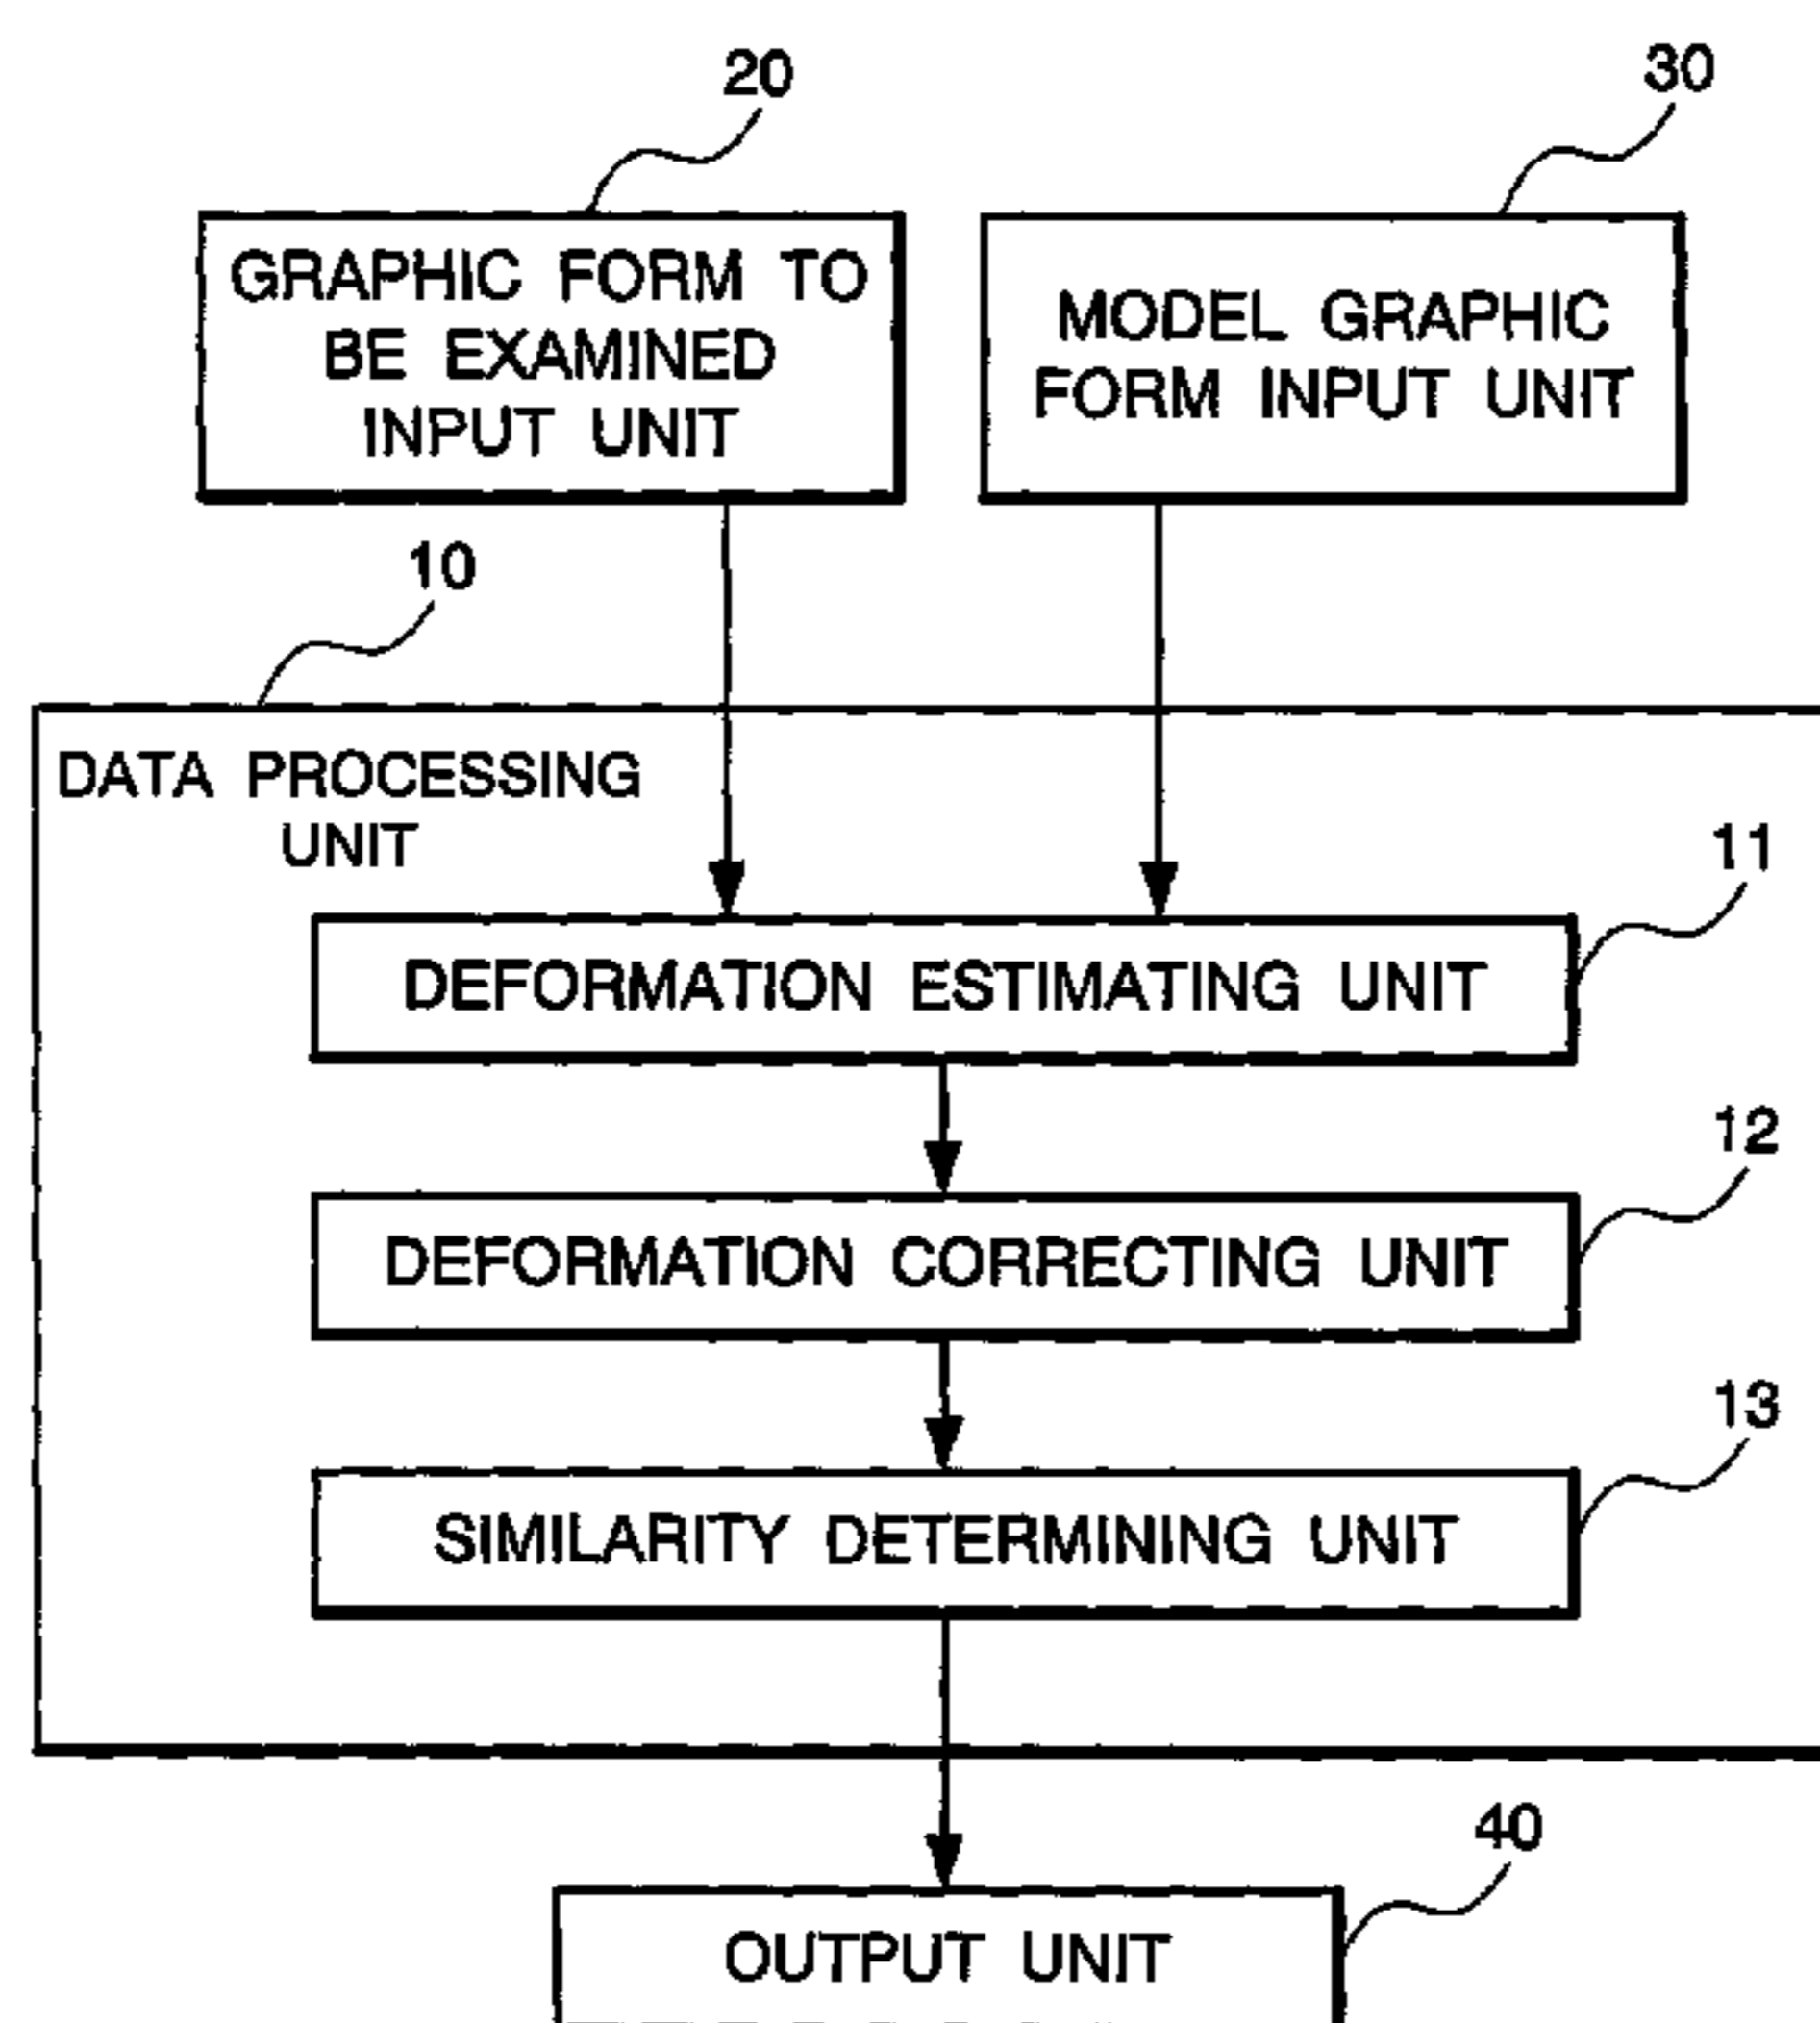 20
30
GRAPHIC FORM TO
BE EXAMINED
INPUT UNIT
MODEL GRAPHIC
FORM INPUT UNIT
10
DATA PROCESSING
UNIT
11
DEFORMATION ESTIMATING UNIT
12
DEFORMATION CORRECTING UNIT
13
SIMILARITY DETERMINING UNIT
40
OUTPUT UNIT